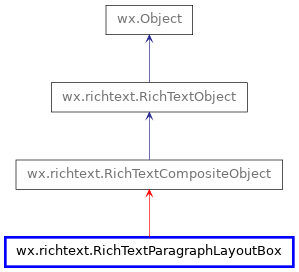 wx.Object
wx.richtext.RichTextObject
wx.richtext.RichTextCompositeObject
wx.richtext.RichTextParagraphLayoutBox